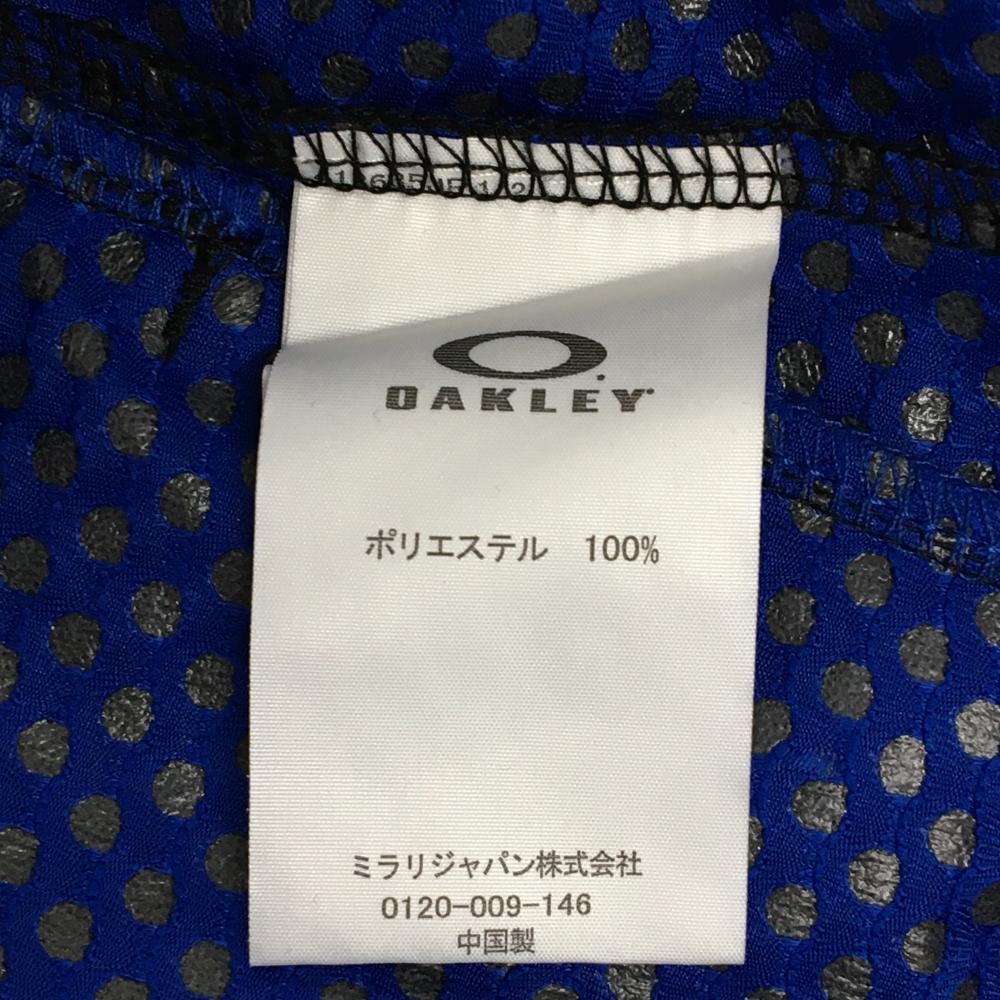 OAKLEY
ポリエステル 100%
ミラリジャパン株式会社
0120-009-146
中国製